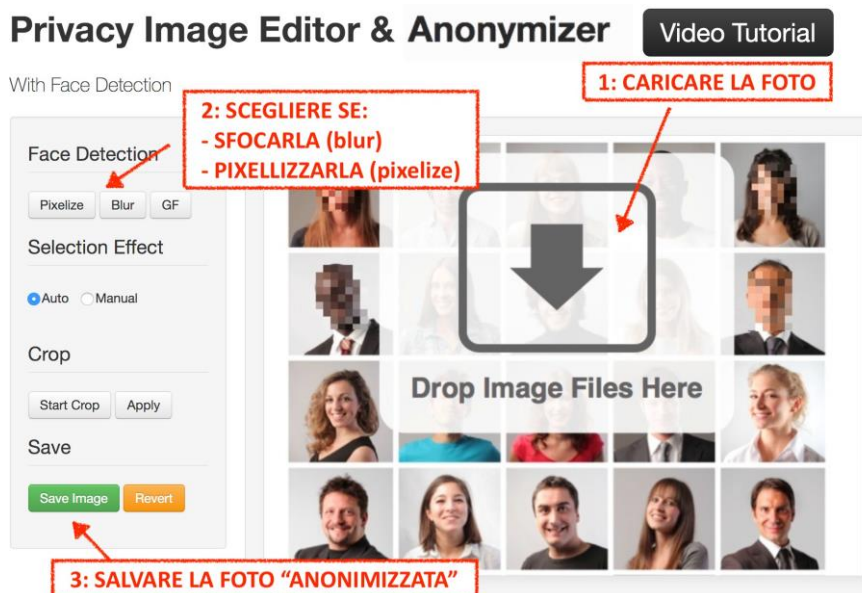 Privacy Image Editor & Anonymizer
Video Tutorial
With Face Detection
1: CARICARE LA FOTO
2: SCEGLIERE SE:
- SFOCARLA (blur)
- PIXELLIZZARLA (pixelize)
Face Detection
Pixelize Blur GF
Selection Effect
Auto Manual
Crop
Start Crop Apply
Save
Save Image Revert
Drop Image Files Here
3: SALVARE LA FOTO “ANONIMIZZATA”